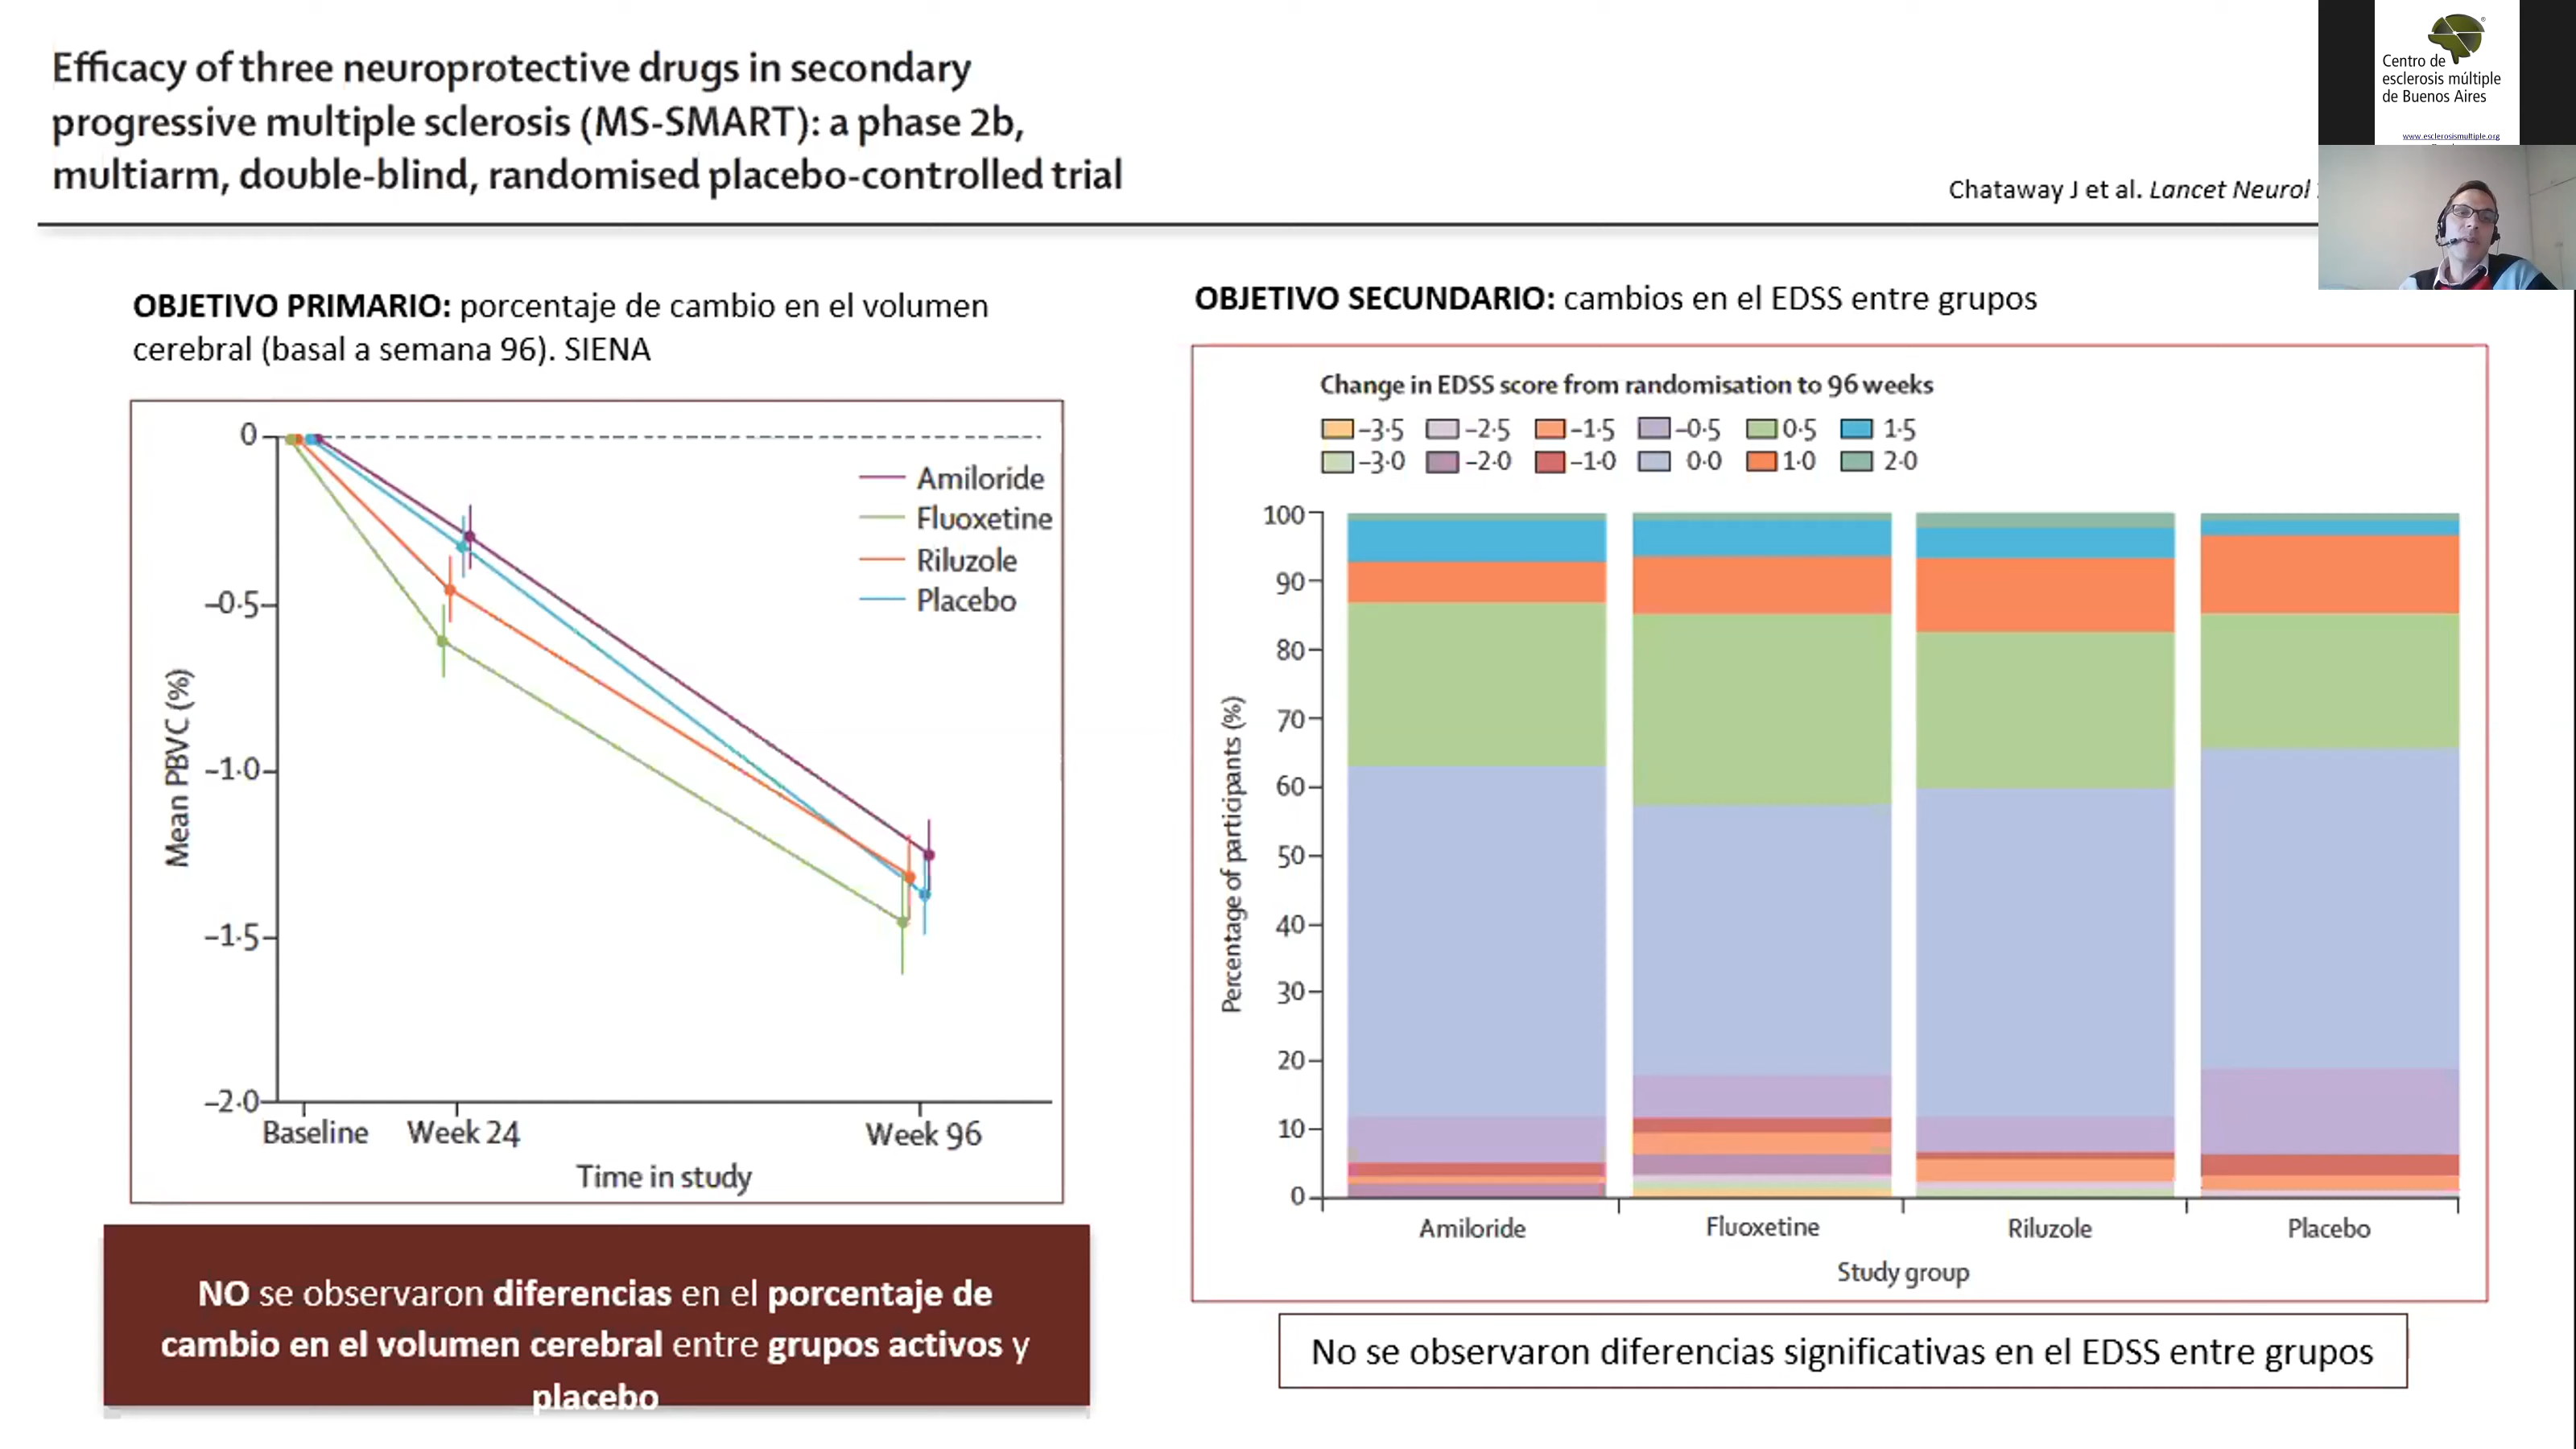 Efficacy of three neuroprotective drugs in secondary
progressive multiple sclerosis (MS-SMART): a phase 2b,
multiarm, double-blind, randomised placebo-controlled trial
Chataway J et al. Lancet Neurol
Centro de
esclerosis múltiple
de Buenos Aires
www.esclerosismultiple.org
OBJETIVO PRIMARIO: porcentaje de cambio en el volumen
cerebral (basal a semana 96). SIENA
Mean PBVC (%)
0
–0·5
–1·0
–1·5
–2·0
Amiloride
Fluoxetine
Riluzole
Placebo
Baseline
Week 24
Week 96
Time in study
NO se observaron diferencias en el porcentaje de
cambio en el volumen cerebral entre grupos activos y
placebo
OBJETIVO SECUNDARIO: cambios en el EDSS entre grupos
Change in EDSS score from randomisation to 96 weeks
–3·5 –2·5 –1·5 –0·5 0·5 1·5
–3·0 –2·0 –1·0 0·0 1·0 2·0
Percentage of participants (%)
100
90
80
70
60
50
40
30
20
10
0
Amiloride
Fluoxetine
Riluzole
Placebo
Study group
No se observaron diferencias significativas en el EDSS entre grupos